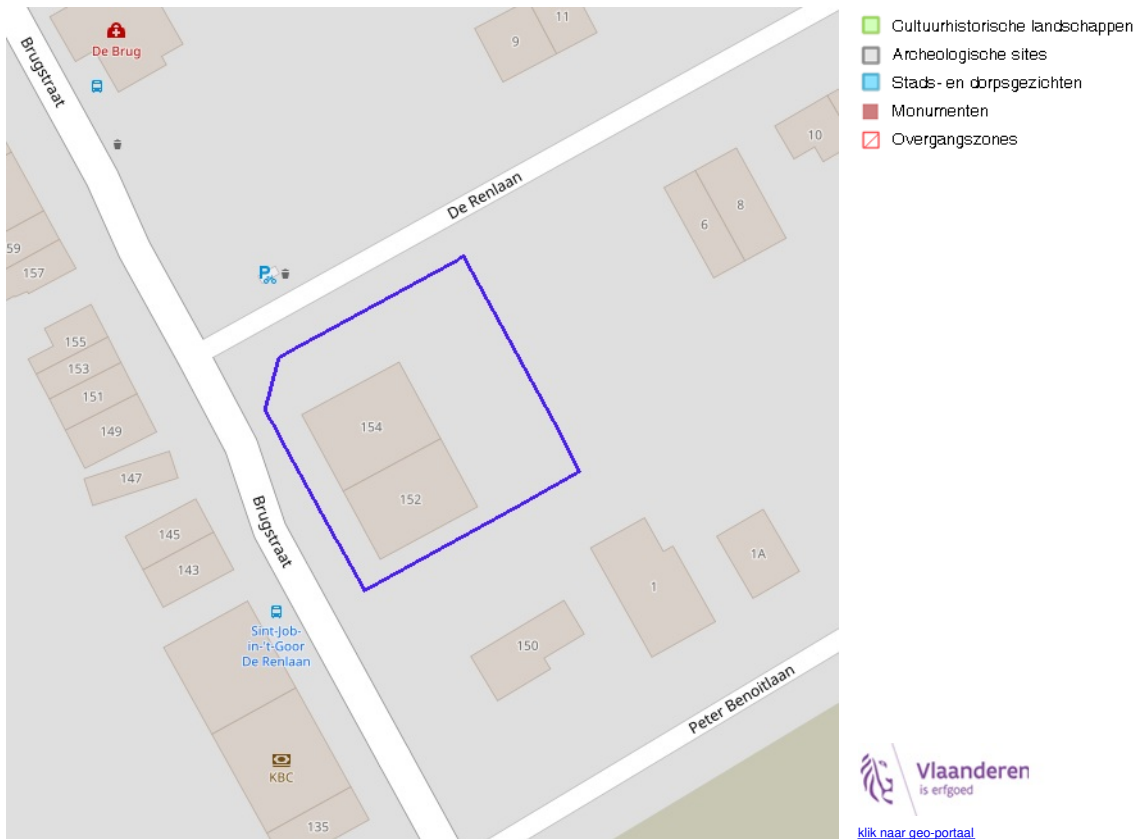 Brugstraat
De Brug
9
11
10
De Renlaan
6
8
59
157
P
155
153
151
149
147
154
152
145
143
Brugstraat
Sint-Job-
in-'t-Goor
De Renlaan
1
1A
150
Peter Benoitlaan
KBC
135
Cultuurhistorische landschappen
Archeologische sites
Stads- en dorpsgezichten
Monumenten
Overgangszones
Vlaanderen
is erfgoed
klik naar geo-portaal